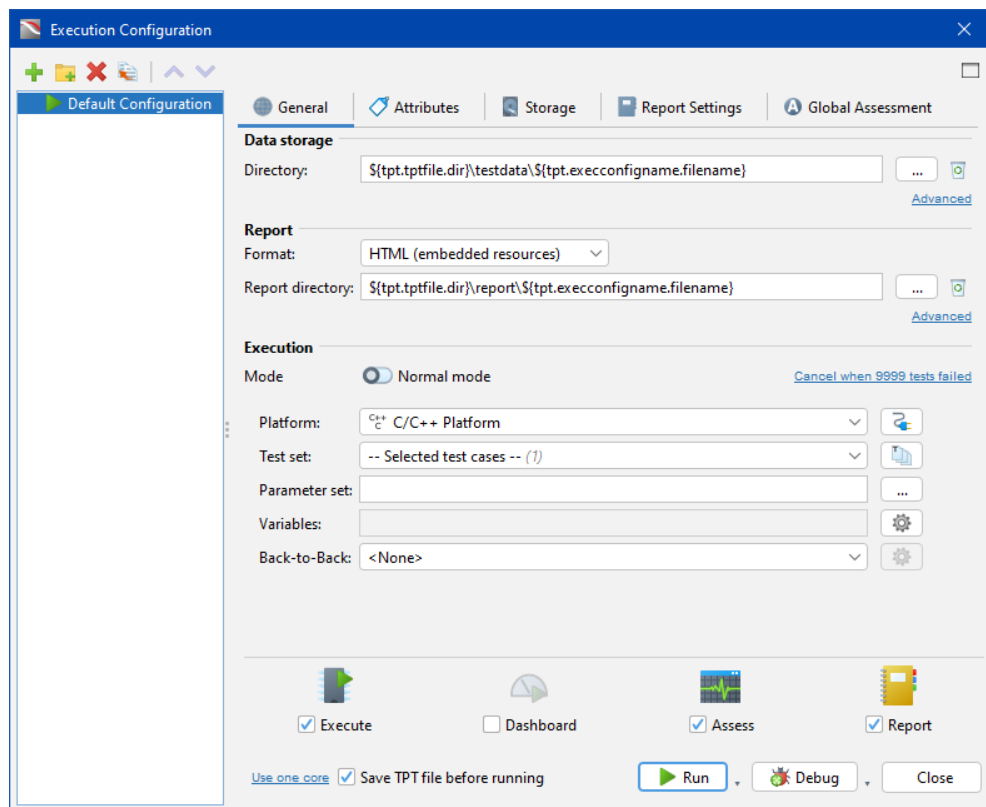 Execution Configuration
Default Configuration
General
Attributes
Storage
Report Settings
Global Assessment
Data storage
Directory: ${tpt.tptfile.dir}\testdata\${tpt.execconfigname.filename} ...
Advanced
Report
Format: HTML (embedded resources)
Report directory: ${tpt.tptfile.dir}\report\${tpt.execconfigname.filename} ...
Advanced
Execution
Mode Normal mode Cancel when 9999 tests failed
Platform: C++ C C/C++ Platform
Test set: -- Selected test cases -- (1)
Parameter set: ...
Variables:
Back-to-Back: <None>
Execute Dashboard Assess Report
Use one core Save TPT file before running Run Debug Close